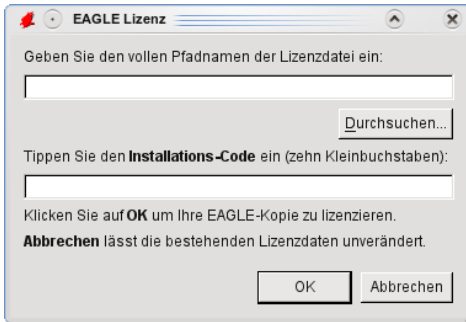 EAGLE Lizenz
Geben Sie den vollen Pfadnamen der Lizenzdatei ein:
Durchsuchen...
Tippen Sie den Installations-Code ein (zehn Kleinbuchstaben):
Klicken Sie auf OK um Ihre EAGLE-Kopie zu lizenzieren.
Abbrechen lässt die bestehenden Lizenzdaten unverändert.
OK Abbrechen